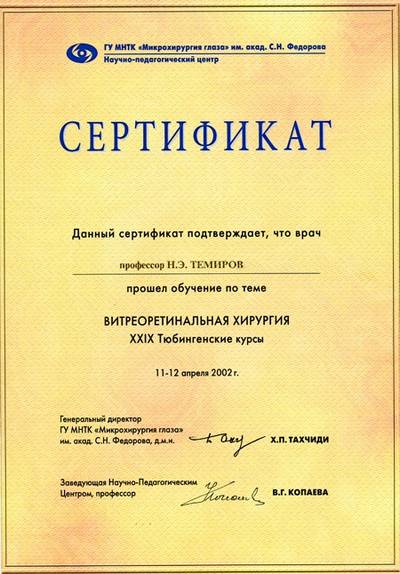 ГУ МНТК «Микрохирургия глаза» им. акад. С.Н. Федорова
Научно-педагогический центр
СЕРТИФИКАТ
Данный сертификат подтверждает, что врач
профессор Н.Э. ТЕМИРОВ
прошел обучение по теме
ВИТРЕОРЕТИНАЛЬНАЯ ХИРУРГИЯ
XXIX Тюбингенские курсы
11-12 апреля 2002 г.
Генеральный директор
ГУ МНТК «Микрохирургия глаза»
им. акад. С.Н. Федорова, д.м.н.
Х.П. ТАХЧИДИ
Заведующая Научно-Педагогическим
Центром, профессор
В.Г. КОПАЕВА